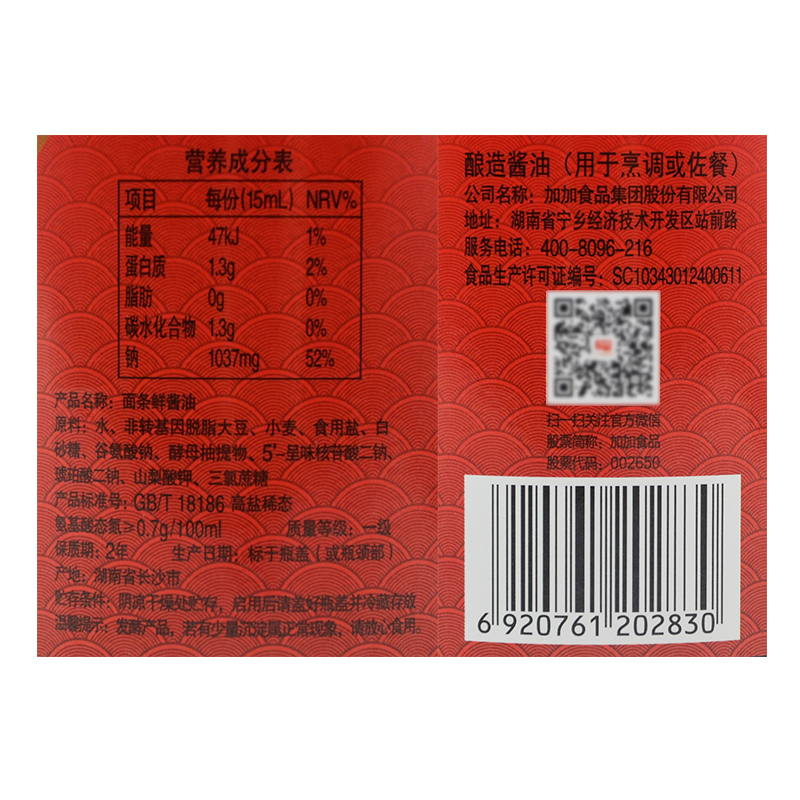 营养成分表
项目 每份(15mL) NRV%
能量 47kJ 1%
蛋白质 1.3g 2%
脂肪 0g 0%
碳水化合物 1.3g 0%
钠 1037mg 52%
产品名称：面条鲜酱油
原料：水、非转基因脱脂大豆、小麦、食用盐、白
砂糖、谷氨酸钠、酵母抽提物、5'-呈味核苷酸二钠、
琥珀酸二钠、山梨酸钾、三氯蔗糖
产品标准号：GB/T 18186 高盐稀态
氨基酸态氮≥0.7g/100ml 质量等级：一级
保质期：2年 生产日期：标于瓶盖（或瓶颈部）
产地：湖南省长沙市
贮存条件：阴凉干燥处贮存，启用后请盖好瓶盖并冷藏存放
温馨提示：发酵产品，若有少量沉淀属正常现象，请放心食用。
酿造酱油（用于烹调或佐餐）
公司名称：加加食品集团股份有限公司
地址：湖南省宁乡经济技术开发区站前路
服务电话：400-8096-216
食品生产许可证编号：SC10343012400611
扫一扫关注官方微信
股票简称：加加食品
股票代码：002650
6 920761 202830